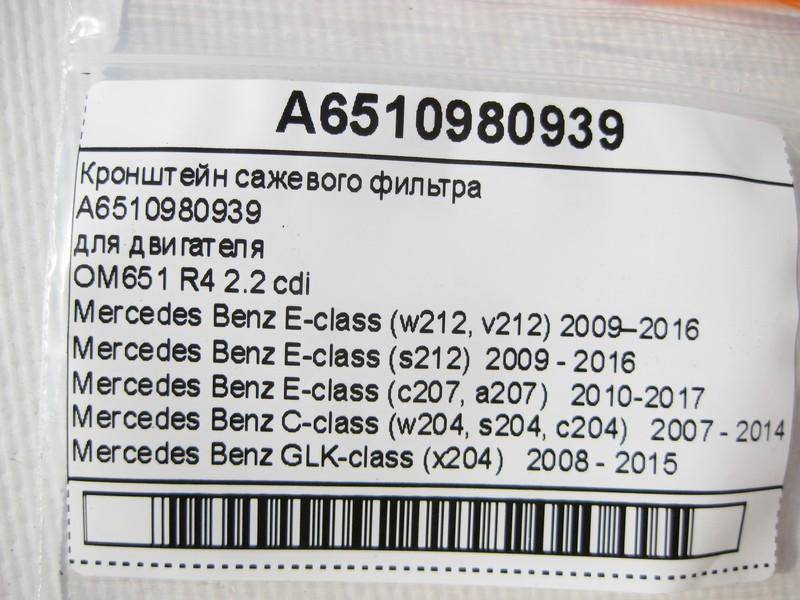 A6510980939
Кронштейн сажевого фильтра
A6510980939
для двигателя
OM651 R4 2.2 cdi
Mercedes Benz E-class (w212, v212) 2009–2016
Mercedes Benz E-class (s212) 2009 - 2016
Mercedes Benz E-class (c207, a207) 2010-2017
Mercedes Benz C-class (w204, s204, c204) 2007 - 2014
Mercedes Benz GLK-class (x204) 2008 - 2015